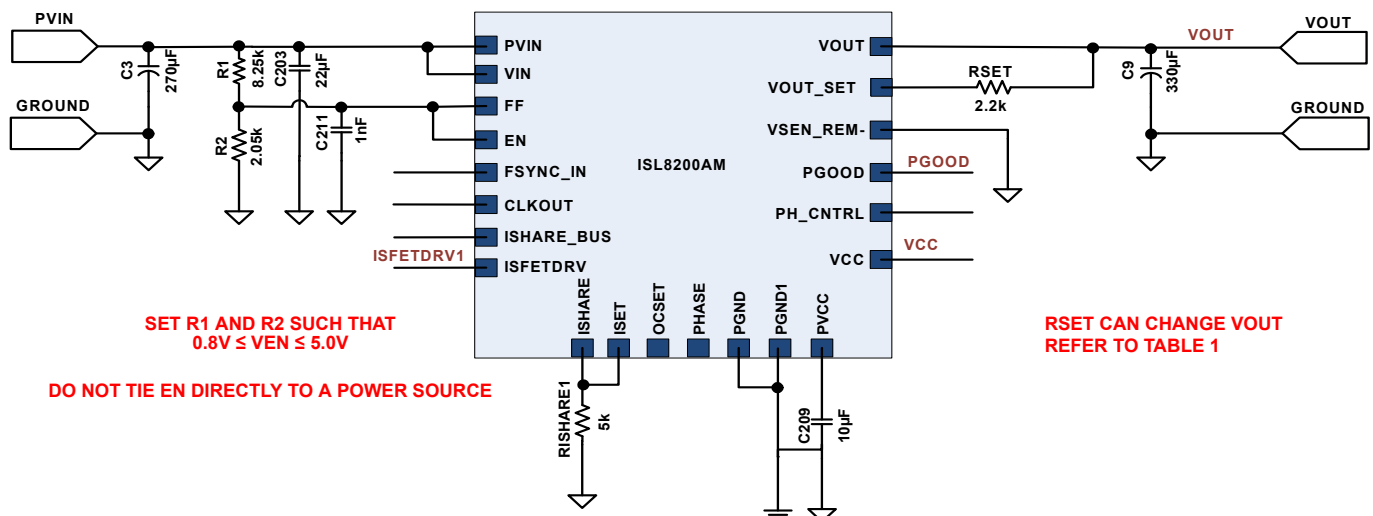 PVIN
GROUND
C3
270µF
R1
8.25k
C203
22µF
R2
2.05k
C211
1nF
PVIN
VIN
FF
EN
FSYNC_IN
CLKOUT
ISHARE_BUS
ISFETDRV1
ISFETDRV
ISL8200AM
VOUT
VOUT_SET
VSEN_REM-
PGOOD
PH_CNTRL
VCC
PGOOD
VCC
RSET
2.2k
VOUT
C9
330µF
VOUT
GROUND
ISHARE
ISET
OCSET
PHASE
PGND
PGND1
PVCC
RISHARE1
5k
C209
10µF
SET R1 AND R2 SUCH THAT
0.8V ≤ VEN ≤ 5.0V
DO NOT TIE EN DIRECTLY TO A POWER SOURCE
RSET CAN CHANGE VOUT
REFER TO TABLE 1